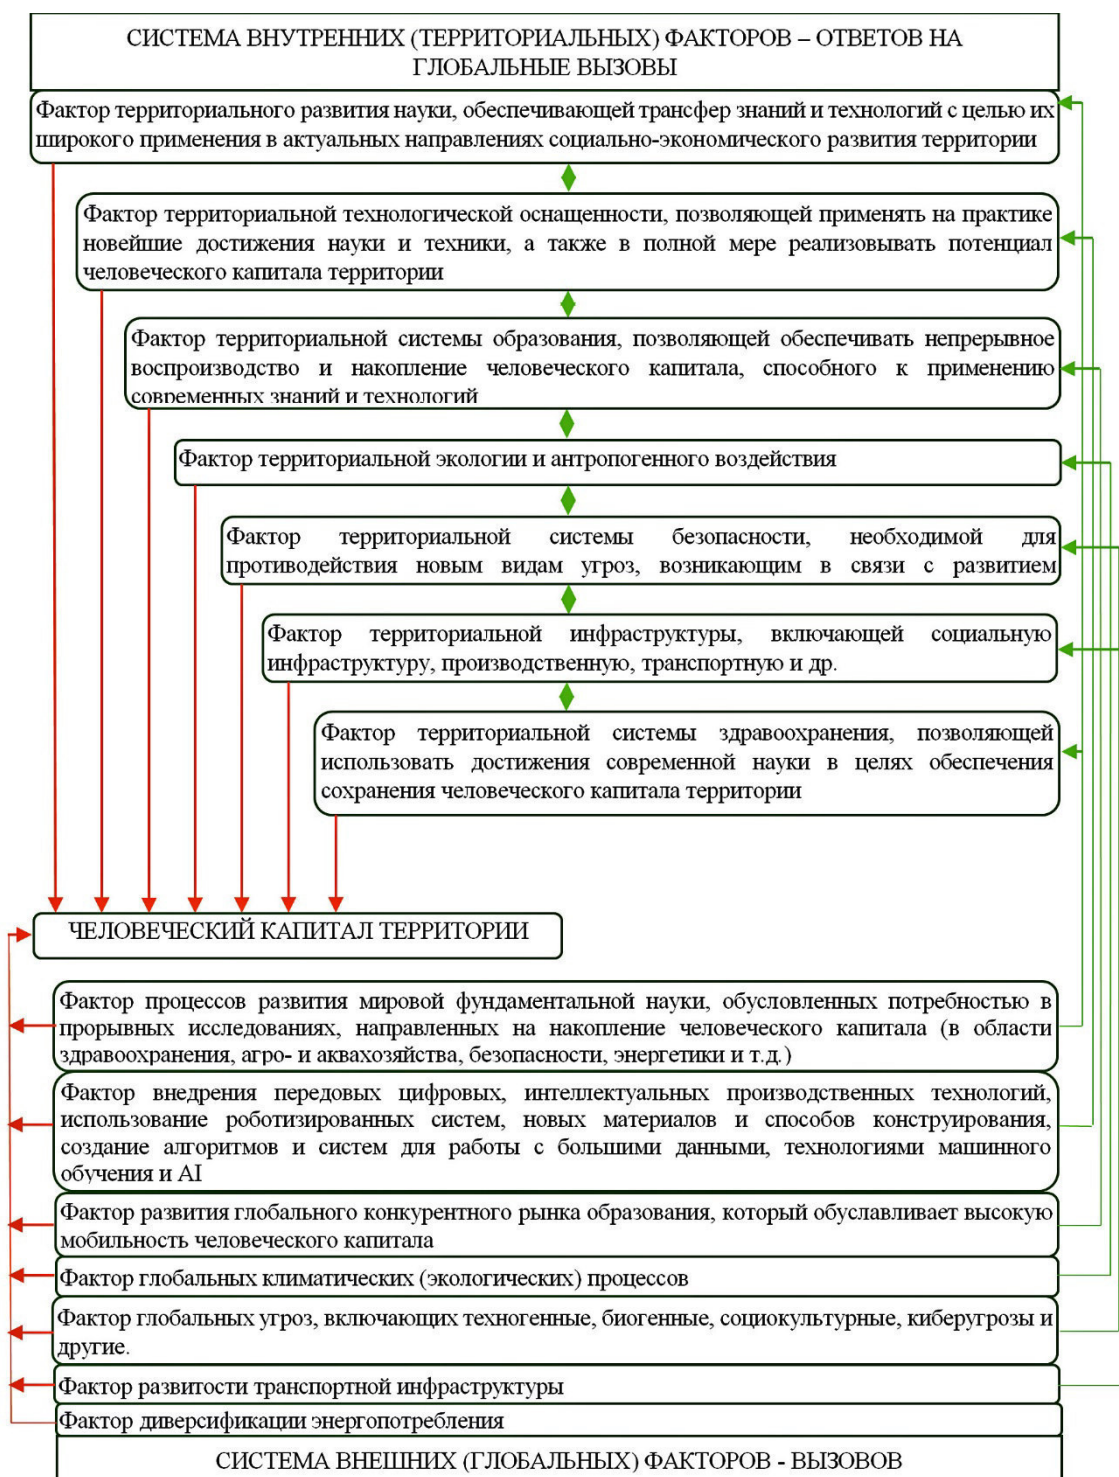 СИСТЕМА ВНУТРЕННИХ (ТЕРРИТОРИАЛЬНЫХ) ФАКТОРОВ – ОТВЕТОВ НА
ГЛОБАЛЬНЫЕ ВЫЗОВЫ
Фактор территориального развития науки, обеспечивающей трансфер знаний и технологий с целью их
широкого применения в актуальных направлениях социально-экономического развития территории
Фактор территориальной технологической оснащенности, позволяющей применять на практике
новейшие достижения науки и техники, а также в полной мере реализовывать потенциал
человеческого капитала территории
Фактор территориальной системы образования, позволяющей обеспечивать непрерывное
воспроизводство и накопление человеческого капитала, способного к применению
современных знаний и технологий
Фактор территориальной экологии и антропогенного воздействия
Фактор территориальной системы безопасности, необходимой для
противодействия новым видам угроз, возникающим в связи с развитием
Фактор территориальной инфраструктуры, включающей социальную
инфраструктуру, производственную, транспортную и др.
Фактор территориальной системы здравоохранения, позволяющей
использовать достижения современной науки в целях обеспечения
сохранения человеческого капитала территории
ЧЕЛОВЕЧЕСКИЙ КАПИТАЛ ТЕРРИТОРИИ
Фактор процессов развития мировой фундаментальной науки, обусловленных потребностью в
прорывных исследованиях, направленных на накопление человеческого капитала (в области
здравоохранения, агро- и аквахозяйства, безопасности, энергетики и т.д.)
Фактор внедрения передовых цифровых, интеллектуальных производственных технологий,
использование роботизированных систем, новых материалов и способов конструирования,
создание алгоритмов и систем для работы с большими данными, технологиями машинного
обучения и AI
Фактор развития глобального конкурентного рынка образования, который обуславливает высокую
мобильность человеческого капитала
Фактор глобальных климатических (экологических) процессов
Фактор глобальных угроз, включающих техногенные, биогенные, социокультурные, киберугрозы и
другие.
Фактор развитости транспортной инфраструктуры
Фактор диверсификации энергопотребления
СИСТЕМА ВНЕШНИХ (ГЛОБАЛЬНЫХ) ФАКТОРОВ - ВЫЗОВОВ